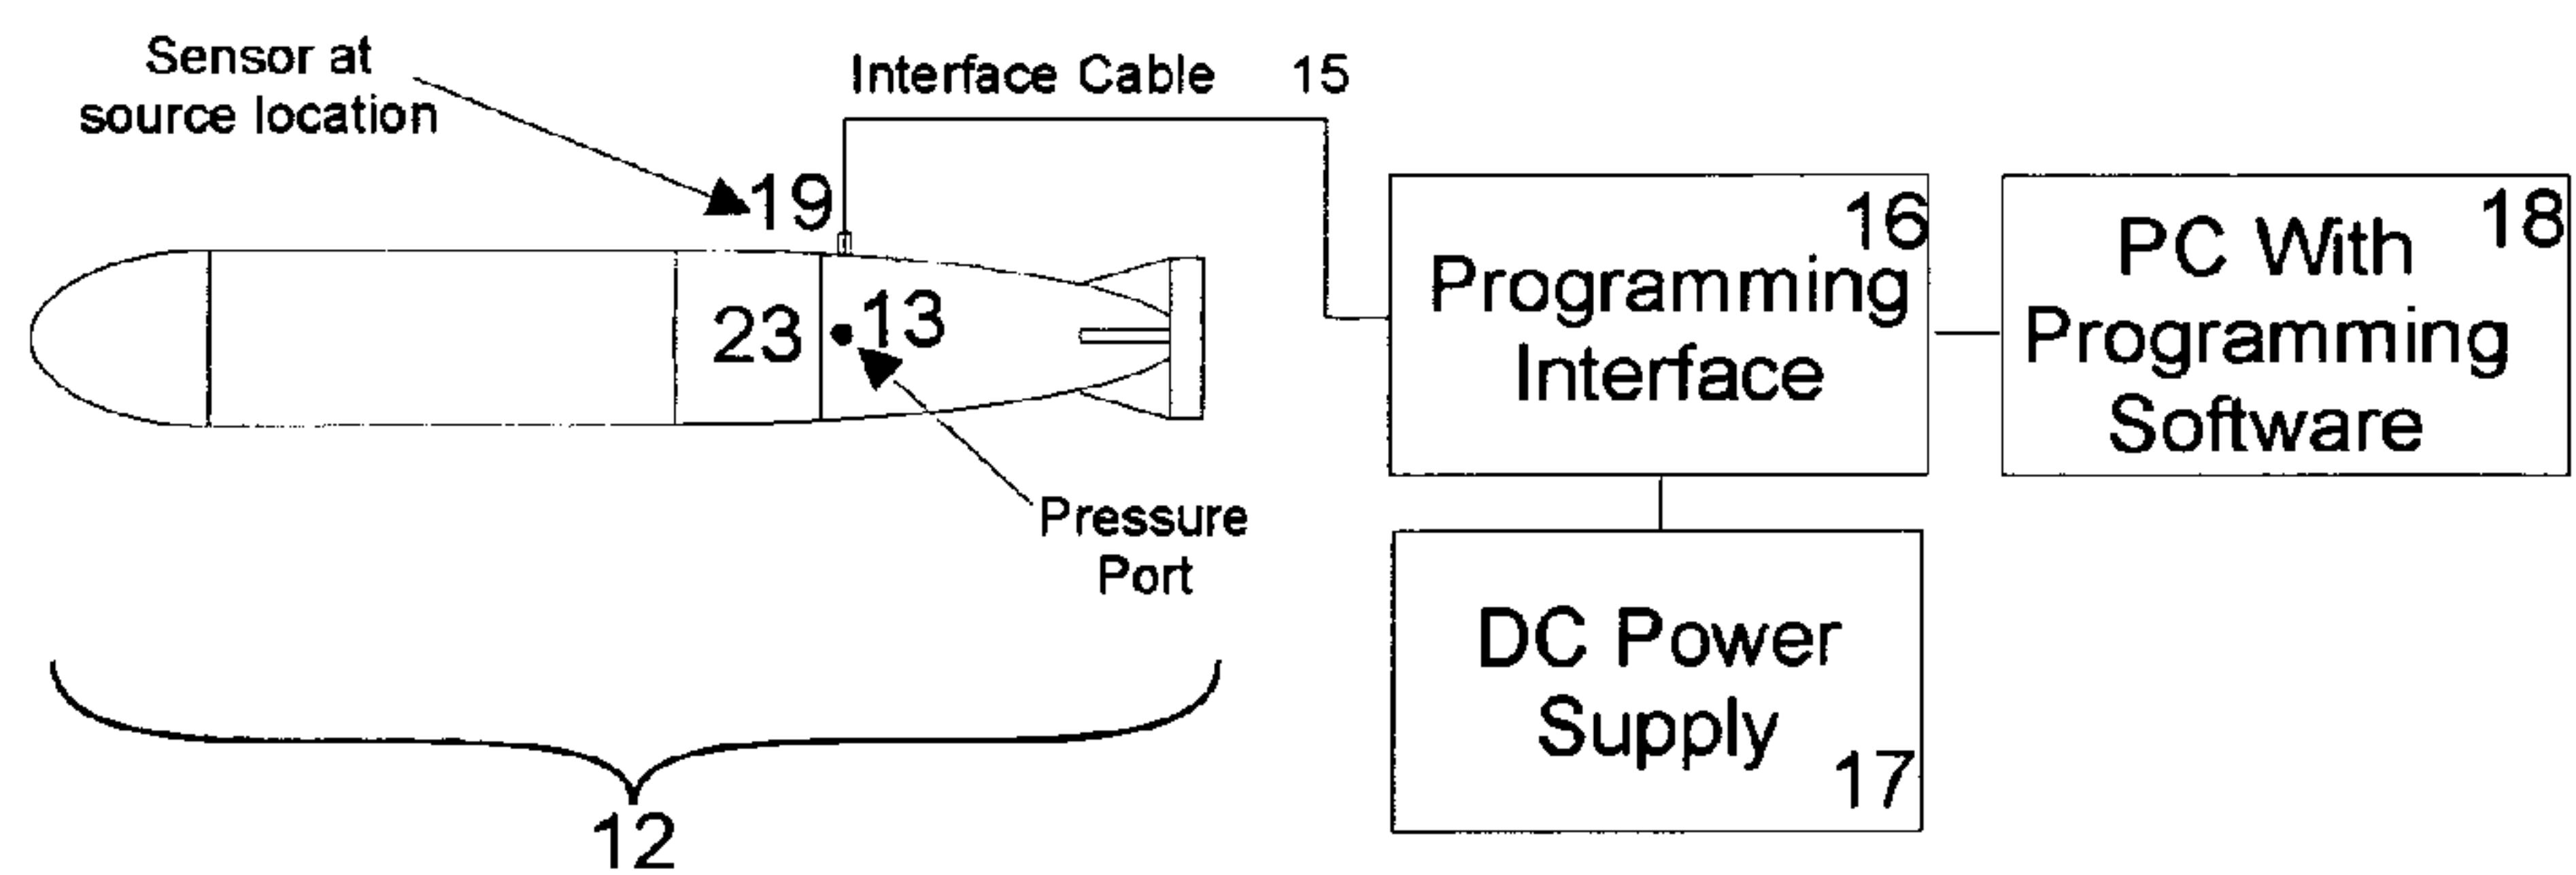 Sensor at
source location
Interface Cable 15
19
23
13
Pressure
Port
12
16
Programming
Interface
18
PC With
Programming
Software
DC Power
Supply
17